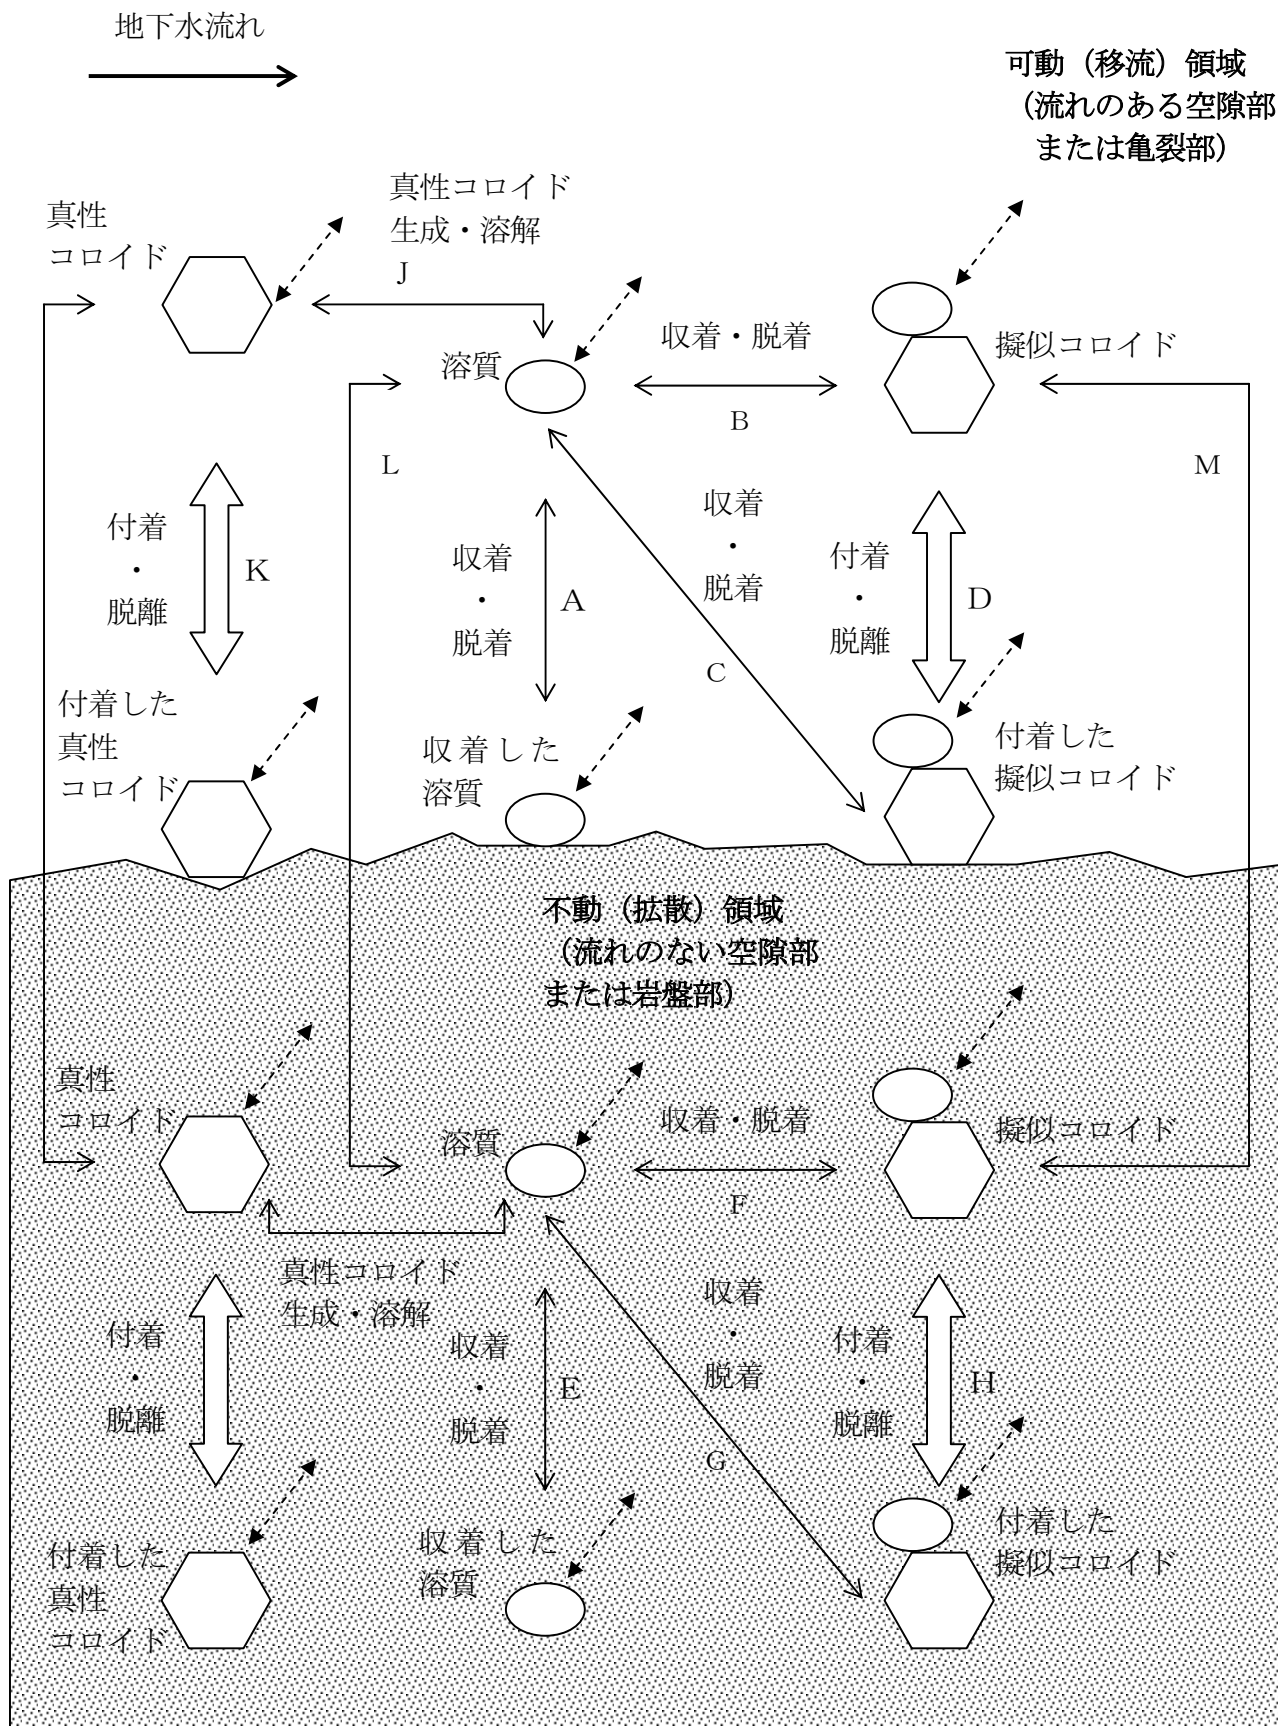 地下水流れ
可動（移流）領域
（流れのある空隙部
または亀裂部）
真性
コロイド
真性コロイド
生成・溶解
J
溶質
収着・脱着
B
擬似コロイド
L
M
付着
・
脱離
K
収着
・
脱着
A
収着
・
脱着
C
付着
・
脱離
D
付着した
真性
コロイド
収着した
溶質
付着した
擬似コロイド
不動（拡散）領域
（流れのない空隙部
または岩盤部）
真性
コロイド
溶質
収着・脱着
F
擬似コロイド
真性コロイド
生成・溶解
付着
・
脱離
収着
・
脱着
E
収着
・
脱着
G
付着
・
脱離
H
付着した
真性
コロイド
収着した
溶質
付着した
擬似コロイド